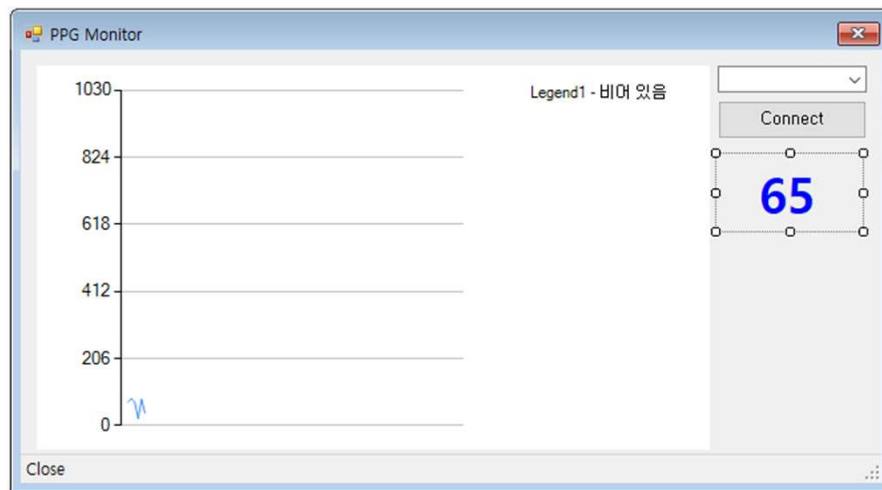 PPG Monitor
1030
824
618
412
206
0
Legend1 - 비어 있음
Connect
65
Close